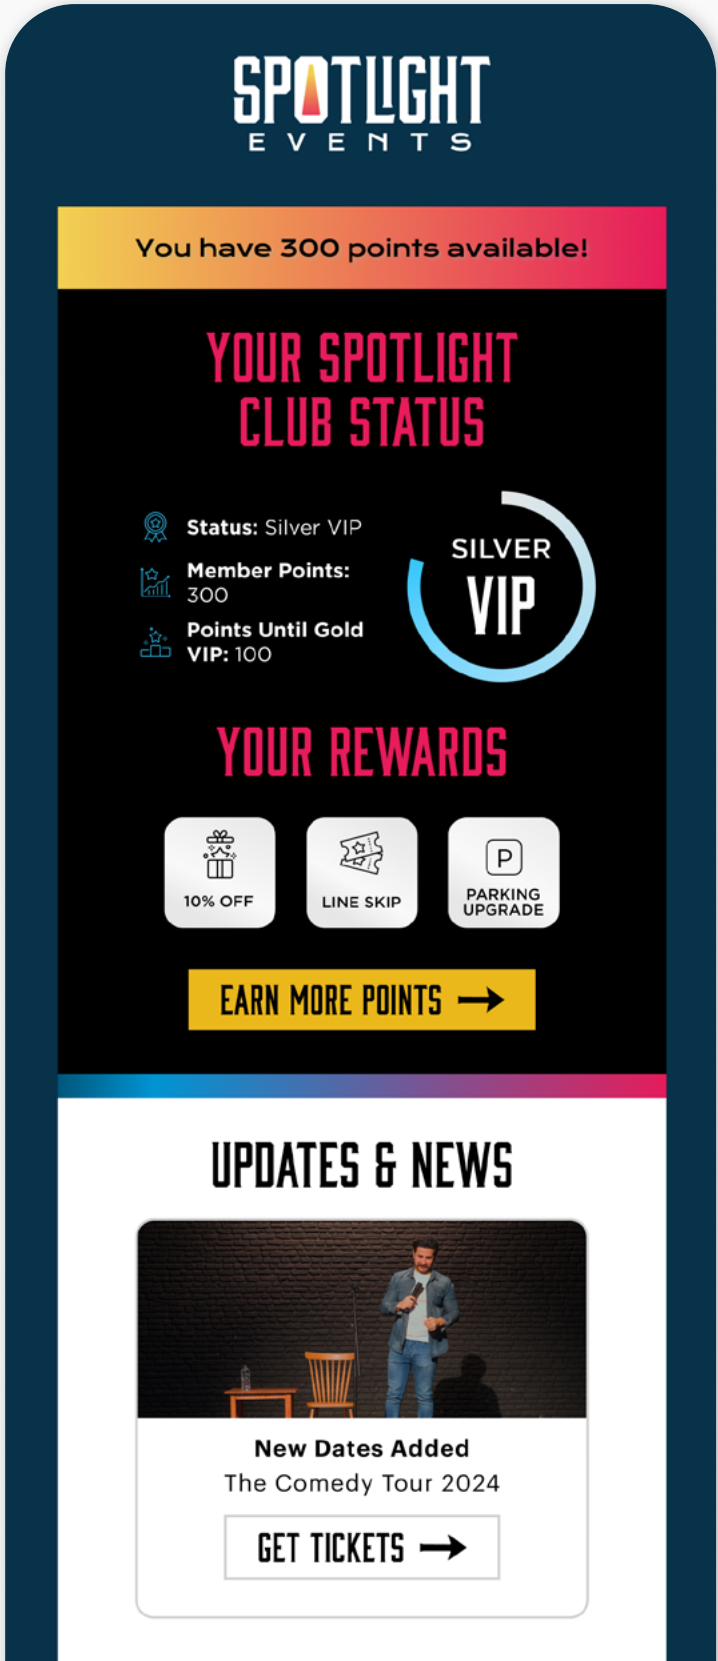 SPOTLIGHT
EVENTS
You have 300 points available!
YOUR SPOTLIGHT
CLUB STATUS
Status: Silver VIP
Member Points:
300
Points Until Gold
VIP: 100
SILVER
VIP
YOUR REWARDS
10% OFF
LINE SKIP
P
PARKING
UPGRADE
EARN MORE POINTS
UPDATES & NEWS
New Dates Added
The Comedy Tour 2024
GET TICKETS